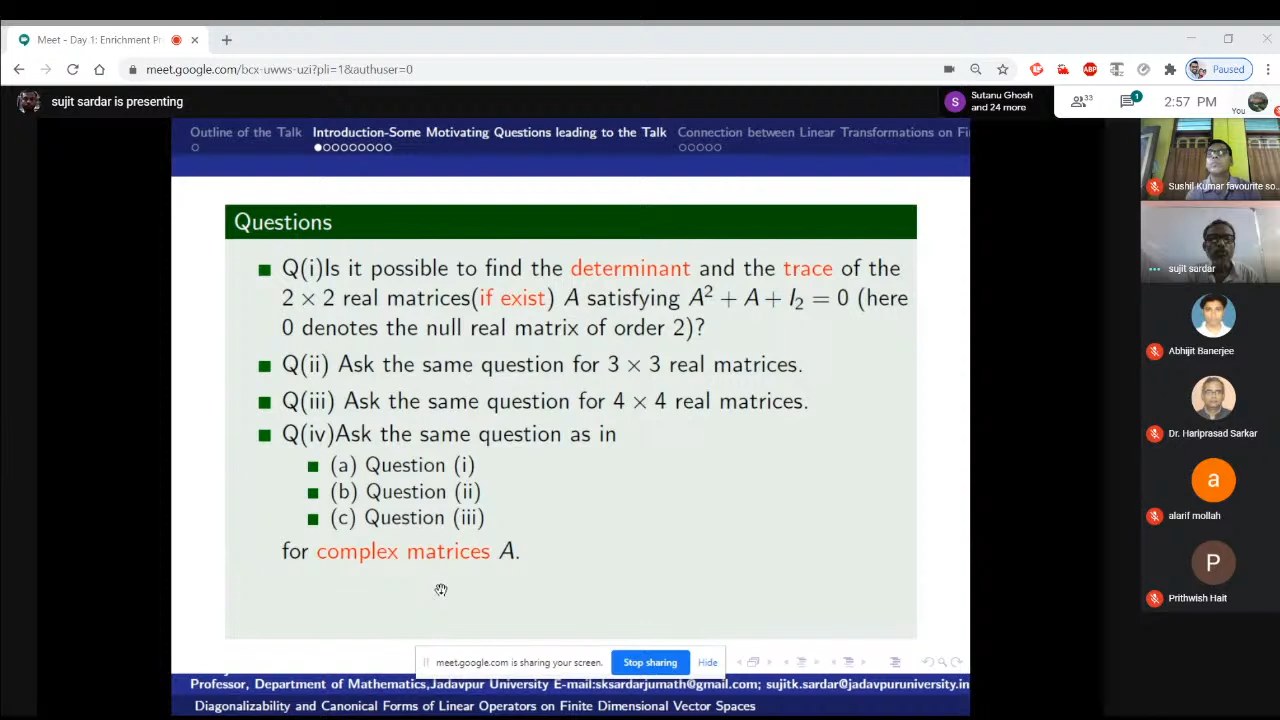 Meet - Day 1: Enrichment Pr
meet.google.com/bcx-uwws-uzi?pli=1&authuser=0
ABP
Paused
sujit sardar is presenting
S
Sutanu Ghosh
and 24 more
33
1
2:57 PM
You
Outline of the Talk
Introduction-Some Motivating Questions leading to the Talk
Connection between Linear Transformations on Fi
Questions
Q(i)Is it possible to find the determinant and the trace of the
2 × 2 real matrices(if exist) A satisfying A² + A + I₂ = 0 (here
0 denotes the null real matrix of order 2)?
Q(ii) Ask the same question for 3 × 3 real matrices.
Q(iii) Ask the same question for 4 × 4 real matrices.
Q(iv)Ask the same question as in
(a) Question (i)
(b) Question (ii)
(c) Question (iii)
for complex matrices A.
meet.google.com is sharing your screen.
Stop sharing
Hide
Professor, Department of Mathematics,Jadavpur University E-mail:sksardarjumath@gmail.com; sujitk.sardar@jadavpuruniversity.in
Diagonalizability and Canonical Forms of Linear Operators on Finite Dimensional Vector Spaces
Sushil Kumar favourite so...
sujit sardar
Abhijit Banerjee
Dr. Hariprasad Sarkar
a
alarif mollah
P
Prithwish Hait